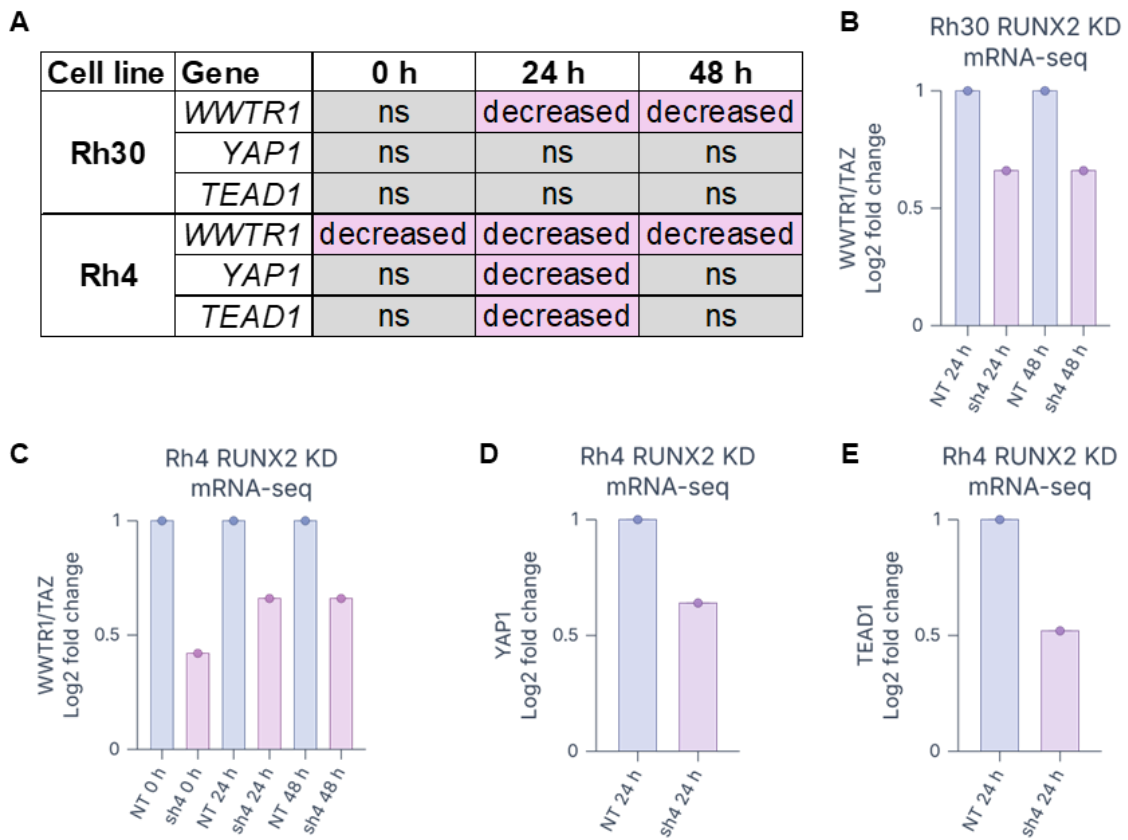 A
Cell line Gene 0 h 24 h 48 h
Rh30 WWTR1 ns decreased decreased
YAP1 ns ns ns
TEAD1 ns ns ns
Rh4 WWTR1 decreased decreased decreased
YAP1 ns decreased ns
TEAD1 ns decreased ns
B
Rh30 RUNX2 KD
mRNA-seq
WWTR1/TAZ
Log2 fold change
1
0.5
0
NT 24 h
sh4 24 h
NT 48 h
sh4 48 h
C
Rh4 RUNX2 KD
mRNA-seq
WWTR1/TAZ
Log2 fold change
1
0.5
0
NT 0 h
sh4 0 h
NT 24 h
sh4 24 h
NT 48 h
sh4 48 h
D
Rh4 RUNX2 KD
mRNA-seq
YAP1
Log2 fold change
1
0.5
0
NT 24 h
sh4 24 h
E
Rh4 RUNX2 KD
mRNA-seq
TEAD1
Log2 fold change
1
0.5
0
NT 24 h
sh4 24 h